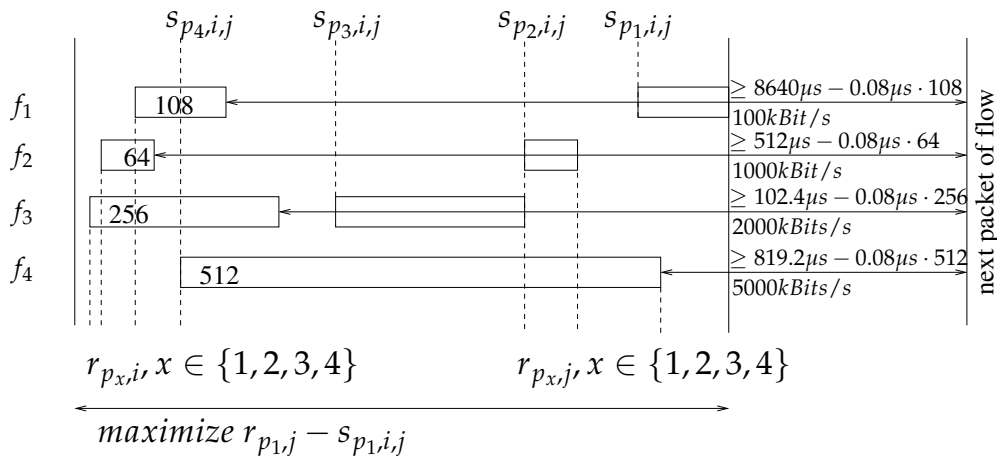 s_{p_4,i,j} s_{p_3,i,j} s_{p_2,i,j} s_{p_1,i,j}
f_1 108 ≥ 8640μs − 0.08μs · 108
100kBit/s
f_2 64 ≥ 512μs − 0.08μs · 64
1000kBit/s
f_3 256 ≥ 102.4μs − 0.08μs · 256
2000kBits/s
f_4 512 ≥ 819.2μs − 0.08μs · 512
5000kBits/s
next packet of flow
r_{p_x,i}, x ∈ {1, 2, 3, 4} r_{p_x,j}, x ∈ {1, 2, 3, 4}
maximize r_{p_1,j} − s_{p_1,i,j}